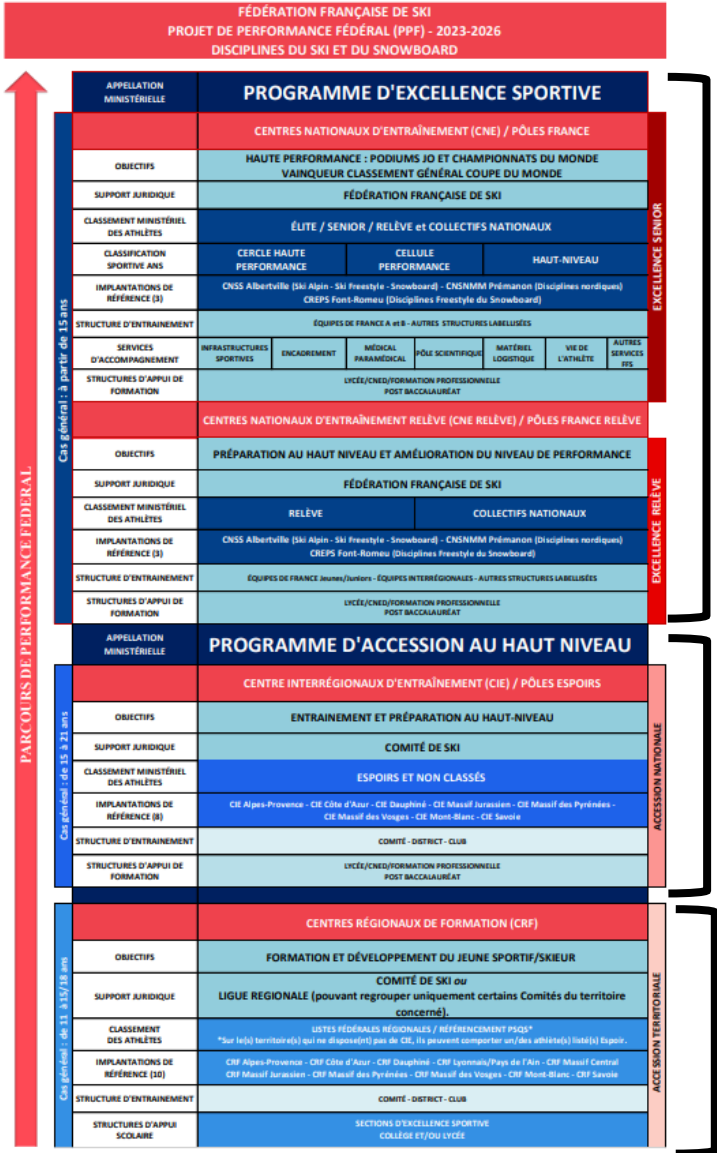 FÉDÉRATION FRANÇAISE DE SKI
PROJET DE PERFORMANCE FÉDÉRAL (PPF) - 2023-2026
DISCIPLINES DU SKI ET DU SNOWBOARD
PARCOURS DE PERFORMANCE FEDERAL
APPELLATION
MINISTÉRIELLE
PROGRAMME D'EXCELLENCE SPORTIVE
Cas général : à partir de 15 ans
EXCELLENCE SENIOR
CENTRES NATIONAUX D'ENTRAÎNEMENT (CNE) / PÔLES FRANCE
OBJECTIFS
HAUTE PERFORMANCE : PODIUMS JO ET CHAMPIONNATS DU MONDE
VAINQUEUR CLASSEMENT GÉNÉRAL COUPE DU MONDE
SUPPORT JURIDIQUE
FÉDÉRATION FRANÇAISE DE SKI
CLASSEMENT MINISTÉRIEL
DES ATHLÈTES
ÉLITE / SENIOR / RELÈVE et COLLECTIFS NATIONAUX
CLASSIFICATION
SPORTIVE ANS
CERCLE HAUTE
PERFORMANCE
CELLULE
PERFORMANCE
HAUT-NIVEAU
IMPLANTATIONS DE
RÉFÉRENCE (3)
CNSS Albertville (Ski Alpin - Ski Freestyle - Snowboard) - CNSNMM Prémanon (Disciplines nordiques)
CREPS Font-Romeu (Disciplines Freestyle du Snowboard)
STRUCTURE D'ENTRAINEMENT
ÉQUIPES DE FRANCE A et B - AUTRES STRUCTURES LABELLISÉES
SERVICES
D'ACCOMPAGNEMENT
INFRASTRUCTURES
SPORTIVES
ENCADREMENT
MÉDICAL
PARAMÉDICAL
PÔLE SCIENTIFIQUE
MATÉRIEL
LOGISTIQUE
VIE DE
L'ATHLÈTE
AUTRES
SERVICES
FFS
STRUCTURES D'APPUI DE
FORMATION
LYCÉE/CNED/FORMATION PROFESSIONNELLE
POST BACCALAURÉAT
CENTRES NATIONAUX D'ENTRAÎNEMENT RELÈVE (CNE RELÈVE) / PÔLES FRANCE RELÈVE
EXCELLENCE RELÈVE
OBJECTIFS
PRÉPARATION AU HAUT NIVEAU ET AMÉLIORATION DU NIVEAU DE PERFORMANCE
SUPPORT JURIDIQUE
FÉDÉRATION FRANÇAISE DE SKI
CLASSEMENT MINISTÉRIEL
DES ATHLÈTES
RELÈVE
COLLECTIFS NATIONAUX
IMPLANTATIONS DE
RÉFÉRENCE (3)
CNSS Albertville (Ski Alpin - Ski Freestyle - Snowboard) - CNSNMM Prémanon (Disciplines nordiques)
CREPS Font-Romeu (Disciplines Freestyle du Snowboard)
STRUCTURE D'ENTRAINEMENT
ÉQUIPES DE FRANCE Jeunes/Juniors - ÉQUIPES INTERRÉGIONALES - AUTRES STRUCTURES LABELLISÉES
STRUCTURES D'APPUI DE
FORMATION
LYCÉE/CNED/FORMATION PROFESSIONNELLE
POST BACCALAURÉAT
APPELLATION
MINISTÉRIELLE
PROGRAMME D'ACCESSION AU HAUT NIVEAU
Cas général : de 15 à 21 ans
ACCESSION NATIONALE
CENTRE INTERRÉGIONAUX D'ENTRAÎNEMENT (CIE) / PÔLES ESPOIRS
OBJECTIFS
ENTRAINEMENT ET PRÉPARATION AU HAUT-NIVEAU
SUPPORT JURIDIQUE
COMITÉ DE SKI
CLASSEMENT MINISTÉRIEL
DES ATHLÈTES
ESPOIRS ET NON CLASSÉS
IMPLANTATIONS DE
RÉFÉRENCE (8)
CIE Alpes-Provence - CIE Côte d'Azur - CIE Dauphiné - CIE Massif Jurassien - CIE Massif des Pyrénées -
CIE Massif des Vosges - CIE Mont-Blanc - CIE Savoie
STRUCTURE D'ENTRAINEMENT
COMITÉ - DISTRICT - CLUB
STRUCTURES D'APPUI DE
FORMATION
LYCÉE/CNED/FORMATION PROFESSIONNELLE
POST BACCALAURÉAT
Cas général : de 11 à15/18 ans
ACCESSION TERRITORIALE
CENTRES RÉGIONAUX DE FORMATION (CRF)
OBJECTIFS
FORMATION ET DÉVELOPPEMENT DU JEUNE SPORTIF/SKIEUR
SUPPORT JURIDIQUE
COMITÉ DE SKI ou
LIGUE REGIONALE (pouvant regrouper uniquement certains Comités du territoire
concerné).
CLASSEMENT
DES ATHLÈTES
LISTES FÉDÉRALES RÉGIONALES / RÉFÉRENCEMENT PSQS*
*Sur le(s) territoire(s) qui ne dispose(nt) pas de CIE, ils peuvent comporter un/des athlète(s) listé(s) Espoir.
IMPLANTATIONS DE
RÉFÉRENCE (10)
CRF Alpes-Provence - CRF Côte d'Azur - CRF Dauphiné - CRF Lyonnais/Pays de l'Ain - CRF Massif Central
CRF Massif Jurassien - CRF Massif des Pyrénées - CRF Massif des Vosges - CRF Mont-Blanc - CRF Savoie
STRUCTURE D'ENTRAINEMENT
COMITÉ - DISTRICT - CLUB
STRUCTURES D'APPUI
SCOLAIRE
SECTIONS D'EXCELLENCE SPORTIVE
COLLÈGE ET/OU LYCÉE